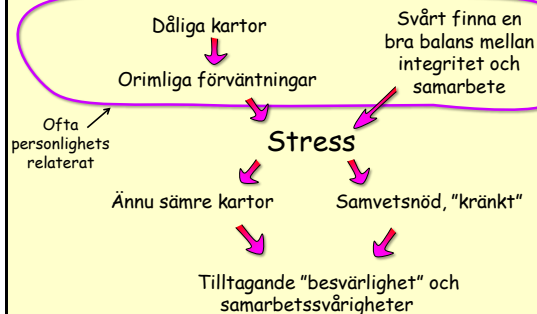 Dåliga kartor
Orimliga förväntningar
Svårt finna en
bra balans mellan
integritet och
samarbete
Ofta
personlighets
relaterat
Stress
Ännu sämre kartor
Samvetsnöd, ”kränkt”
Tilltagande ”besvärlighet” och
samarbetssvårigheter